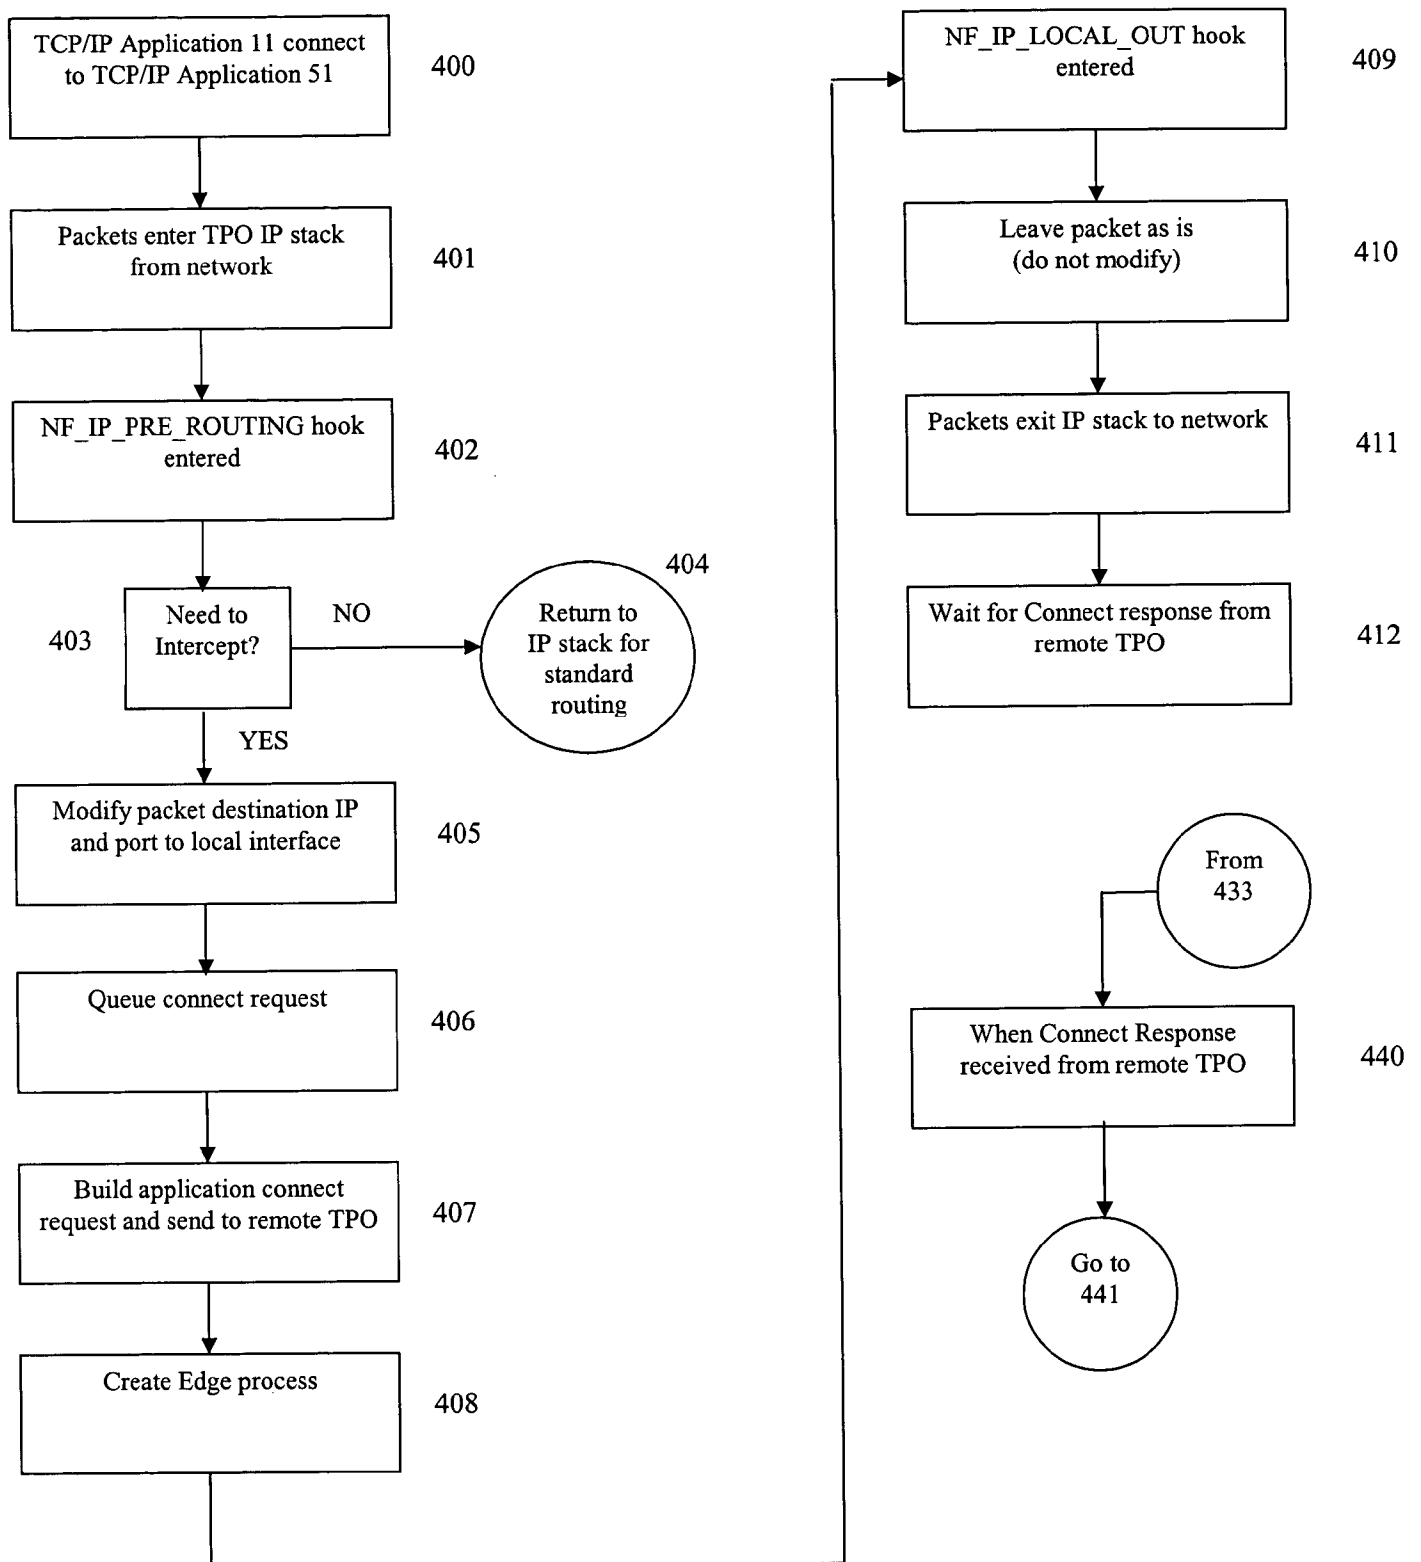 TCP/IP Application 11 connect
to TCP/IP Application 51
400
Packets enter TPO IP stack
from network
401
NF_IP_PRE_ROUTING hook
entered
402
Need to
Intercept?
403
NO
404
Return to
IP stack for
standard
routing
YES
Modify packet destination IP
and port to local interface
405
Queue connect request
406
Build application connect
request and send to remote TPO
407
Create Edge process
408
NF_IP_LOCAL_OUT hook
entered
409
Leave packet as is
(do not modify)
410
Packets exit IP stack to network
411
Wait for Connect response from
remote TPO
412
From
433
When Connect Response
received from remote TPO
440
Go to
441